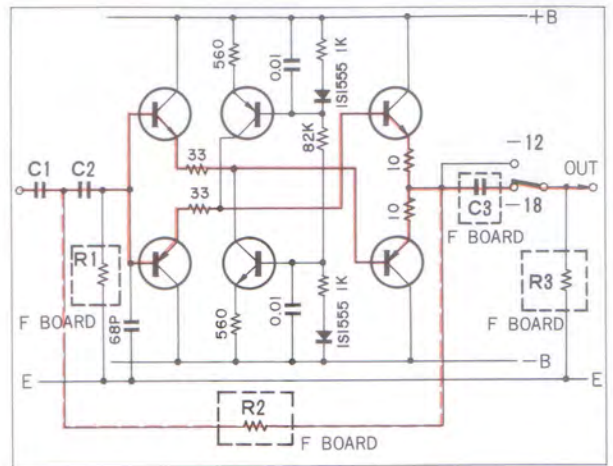 +B
560
0.01
1K
1S1555
82K
-12
C1
C2
33
33
10
10
-18
OUT
C3
F BOARD
R1
F BOARD
68P
560
0.01
1K
1S1555
R3
F BOARD
-B
E
E
R2
F BOARD